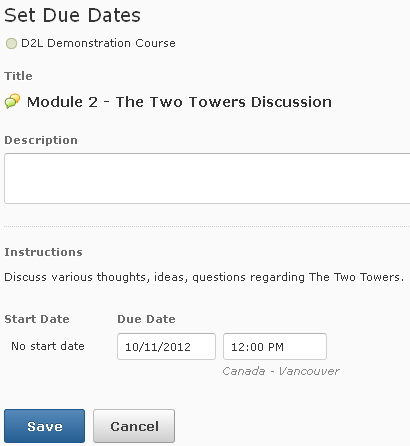 Set Due Dates
D2L Demonstration Course
Title
Module 2 - The Two Towers Discussion
Description
Instructions
Discuss various thoughts, ideas, questions regarding The Two Towers.
Start Date Due Date
No start date 10/11/2012 12:00 PM
Canada - Vancouver
Save Cancel